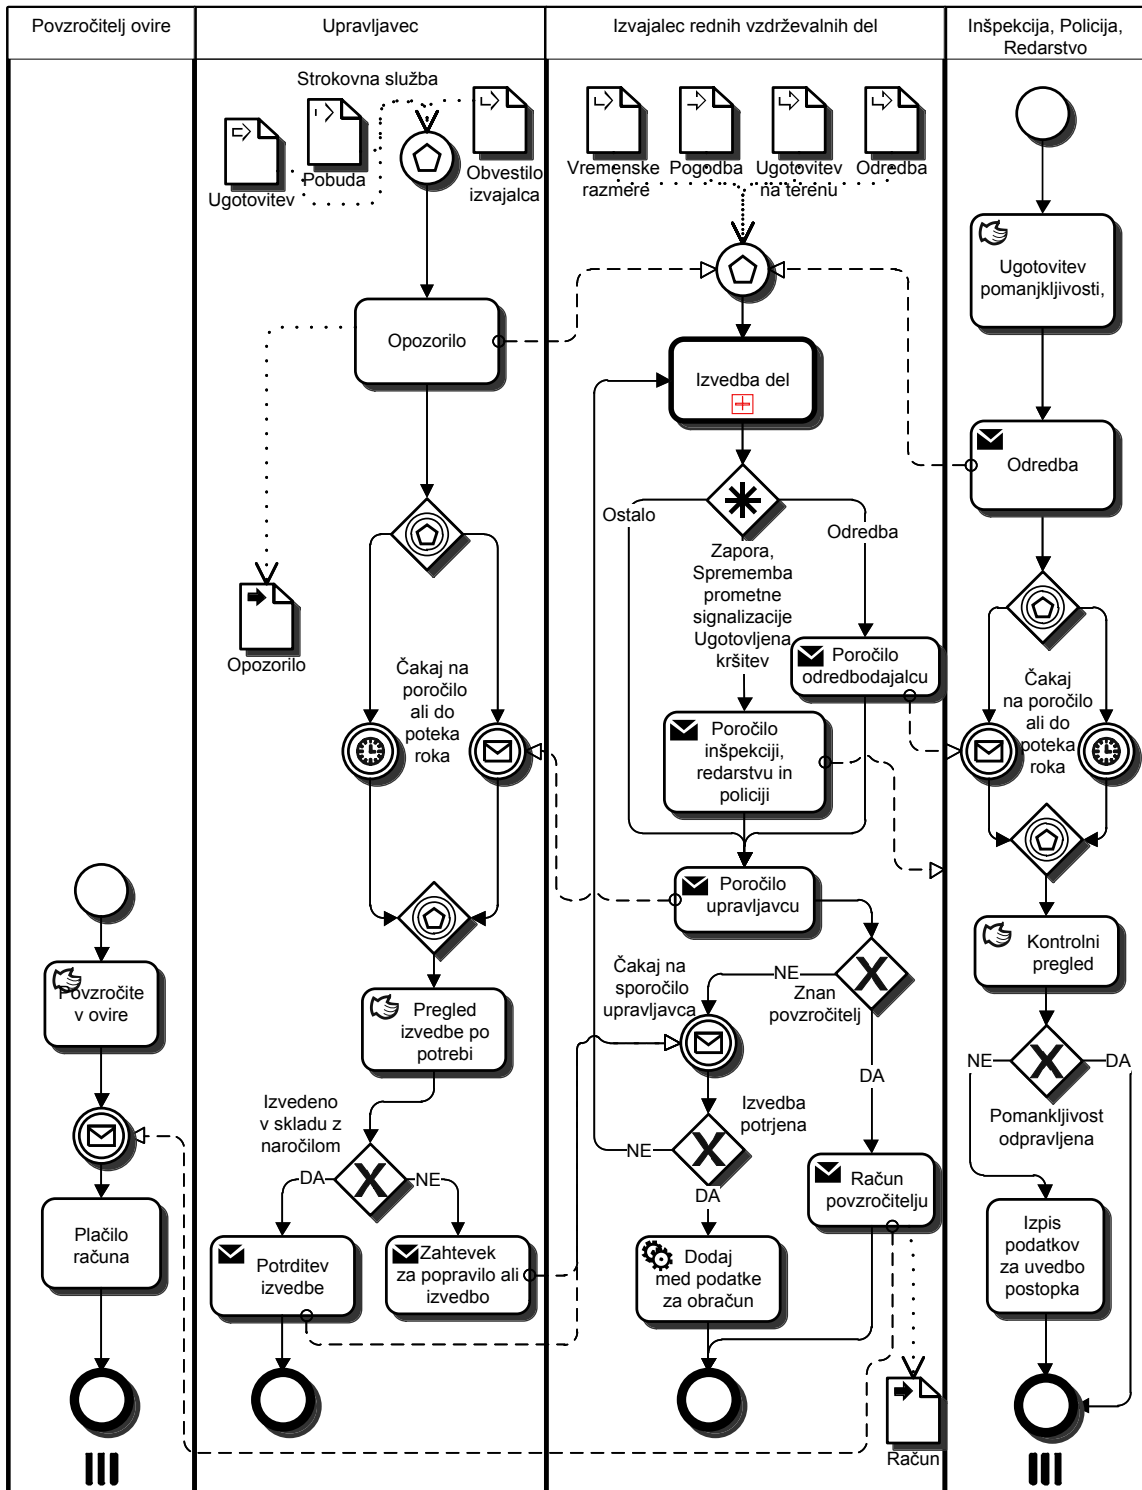 Povzročitelj ovire
Upravljavec
Izvajalec rednih vzdrževalnih del
Inšpekcija, Policija,
Redarstvo
Strokovna služba
Ugotovitev
Pobuda
Obvestilo
izvajalca
Vremenske
razmere
Pogodba
Ugotovitev
na terenu
Odredba
Ugotovitev
pomanjkljivosti,
Opozorilo
Izvedba del
Odredba
Ostalo
Odredba
Zapora,
Sprememba
prometne
signalizacije
Ugotovljena
kršitev
Opozorilo
Čakaj na
poročilo
ali do
poteka
roka
Poročilo
odredbodajalcu
Poročilo
inšpekciji,
redarstvu in
policiji
Čakaj
na poročilo
ali do
poteka
roka
Poročilo
upravljavcu
Kontrolni
pregled
Povzročite
v ovire
Pregled
izvedbe po
potrebi
Čakaj na
sporočilo
upravljavca
NE
Znan
povzročitelj
DA
NE
DA
Pomankljivost
odpravljena
Izvedeno
v skladu z
naročilom
DA
NE
Izvedba
potrjena
NE
DA
Račun
povzročitelju
Plačilo
računa
Potrditev
izvedbe
Zahtevek
za popravilo ali
izvedbo
Dodaj
med podatke
za obračun
Izpis
podatkov
za uvedbo
postopka
Račun